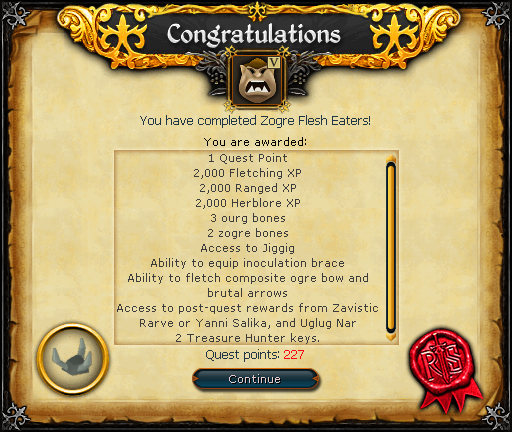 Congratulations
V
You have completed Zogre Flesh Eaters!
You are awarded:
1 Quest Point
2,000 Fletching XP
2,000 Ranged XP
2,000 Herblore XP
3 ourg bones
2 zogre bones
Access to Jiggig
Ability to equip inoculation brace
Ability to fletch composite ogre bow and
brutal arrows
Access to post-quest rewards from Zavistic
Rarve or Yanni Salika, and Uglug Nar
2 Treasure Hunter keys.
Quest points: 227
Continue
RS